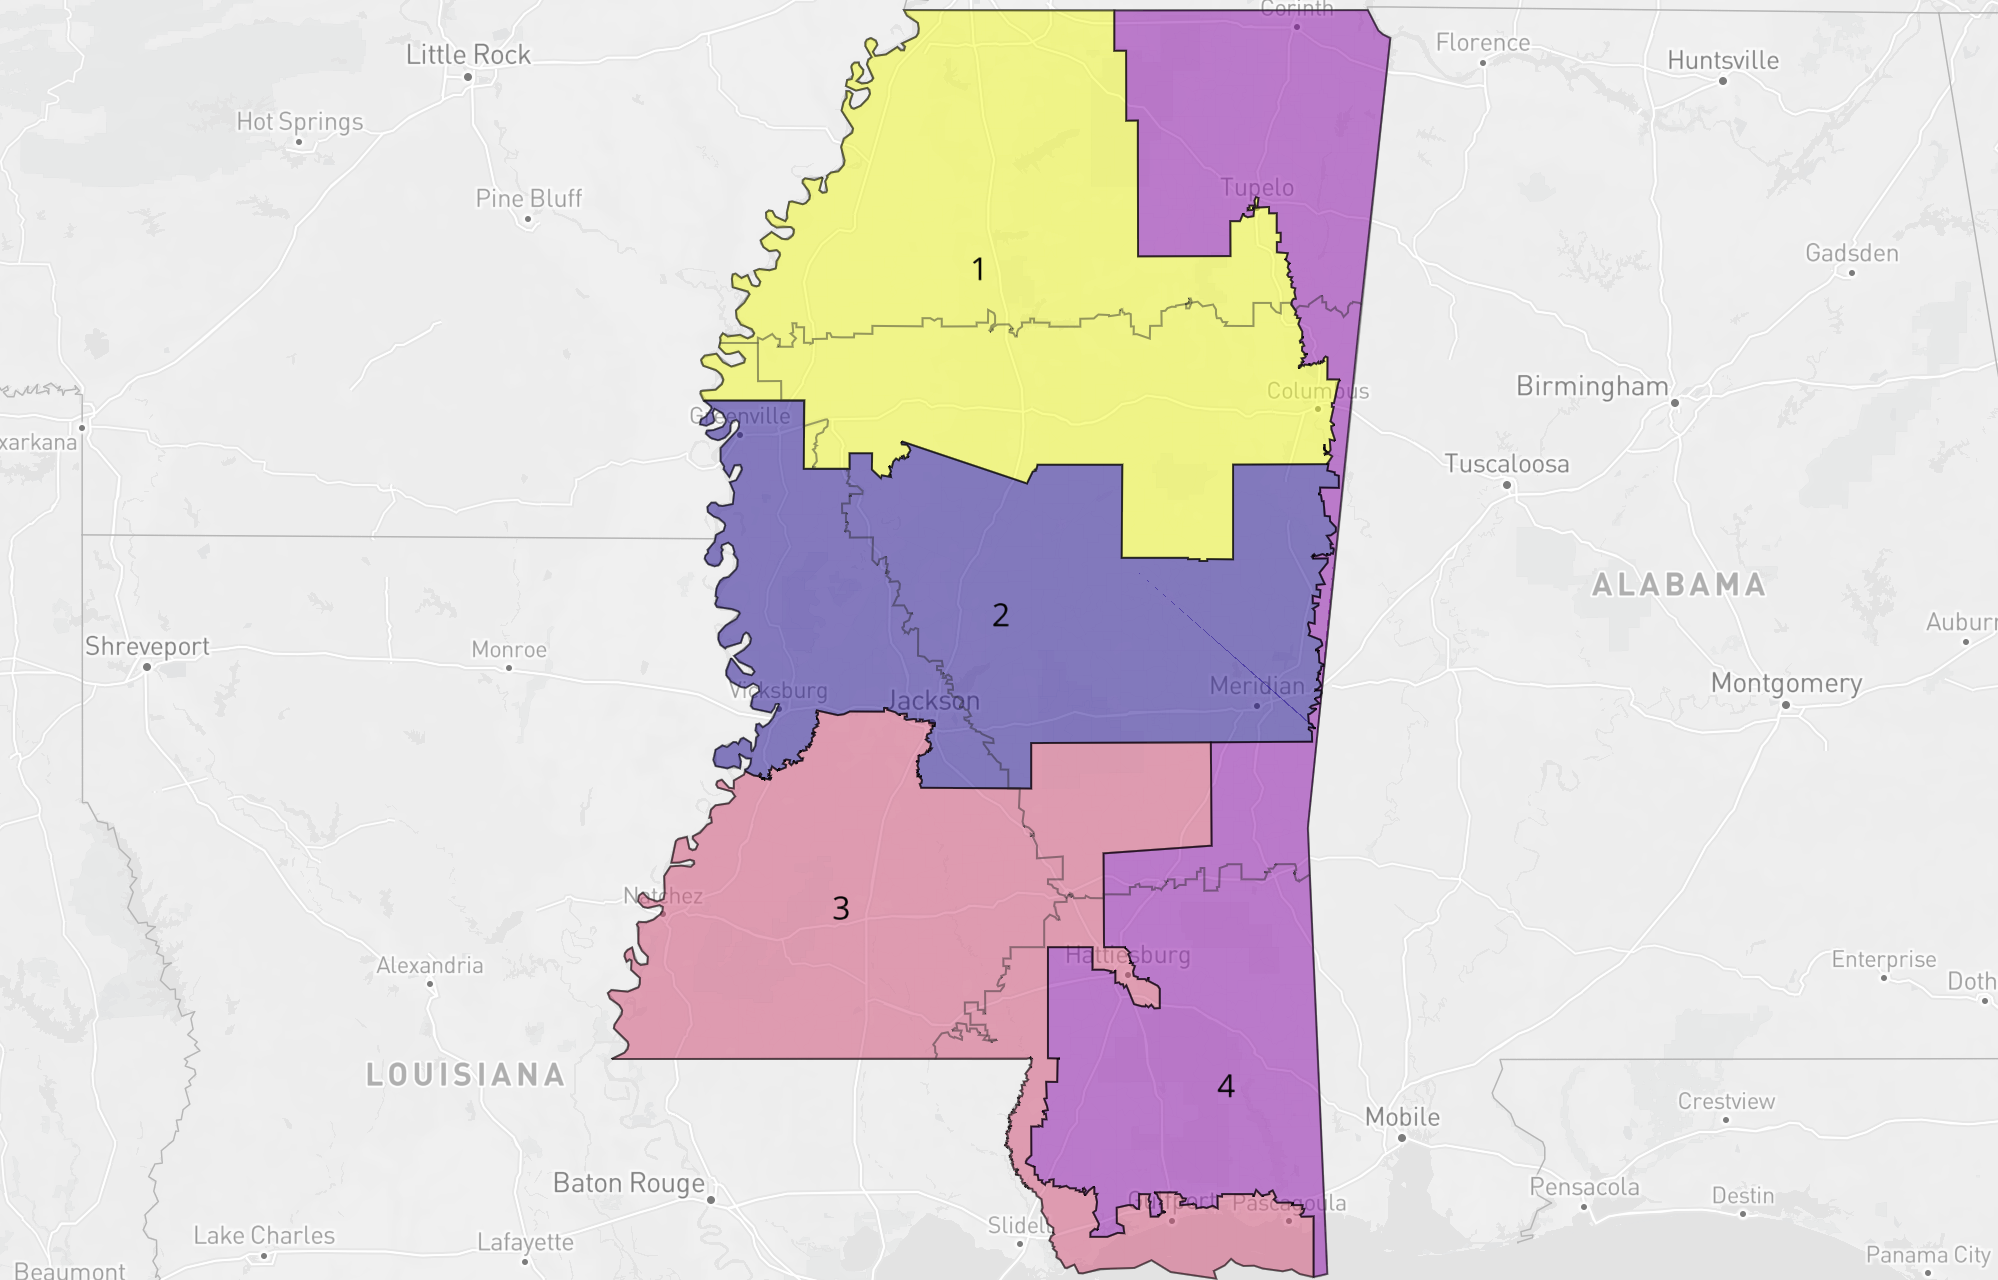 Corinth
Little Rock
Florence
Huntsville
Hot Springs
Pine Bluff
Tupelo
Gadsden
1
Columbus
Birmingham
Greenville
xarkana
Tuscaloosa
ALABAMA
2
Auburn
Shreveport
Monroe
Vicksburg
Jackson
Meridian
Montgomery
Natchez
3
Hattiesburg
Alexandria
Enterprise
Doth
LOUISIANA
4
Crestview
Mobile
Baton Rouge
Pensacola
Destin
Gulfport
Pascagoula
Slidell
Lake Charles
Lafayette
Panama City
Beaumont